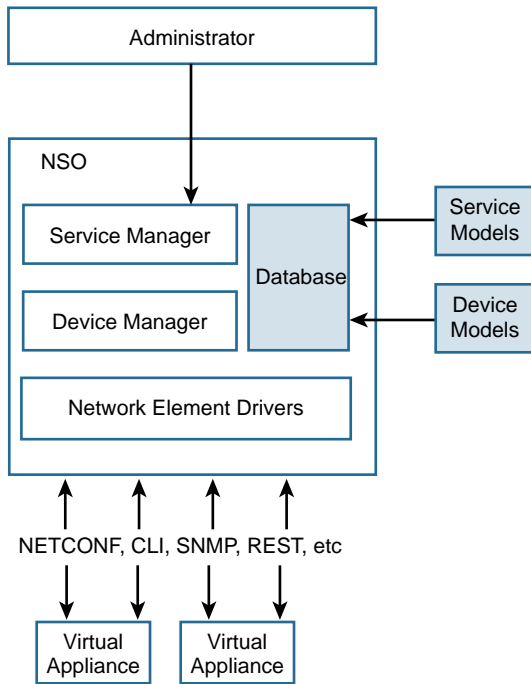 Administrator
NSO
Service Manager
Database
Service
Models
Device Manager
Device
Models
Network Element Drivers
NETCONF, CLI, SNMP, REST, etc
Virtual
Appliance
Virtual
Appliance